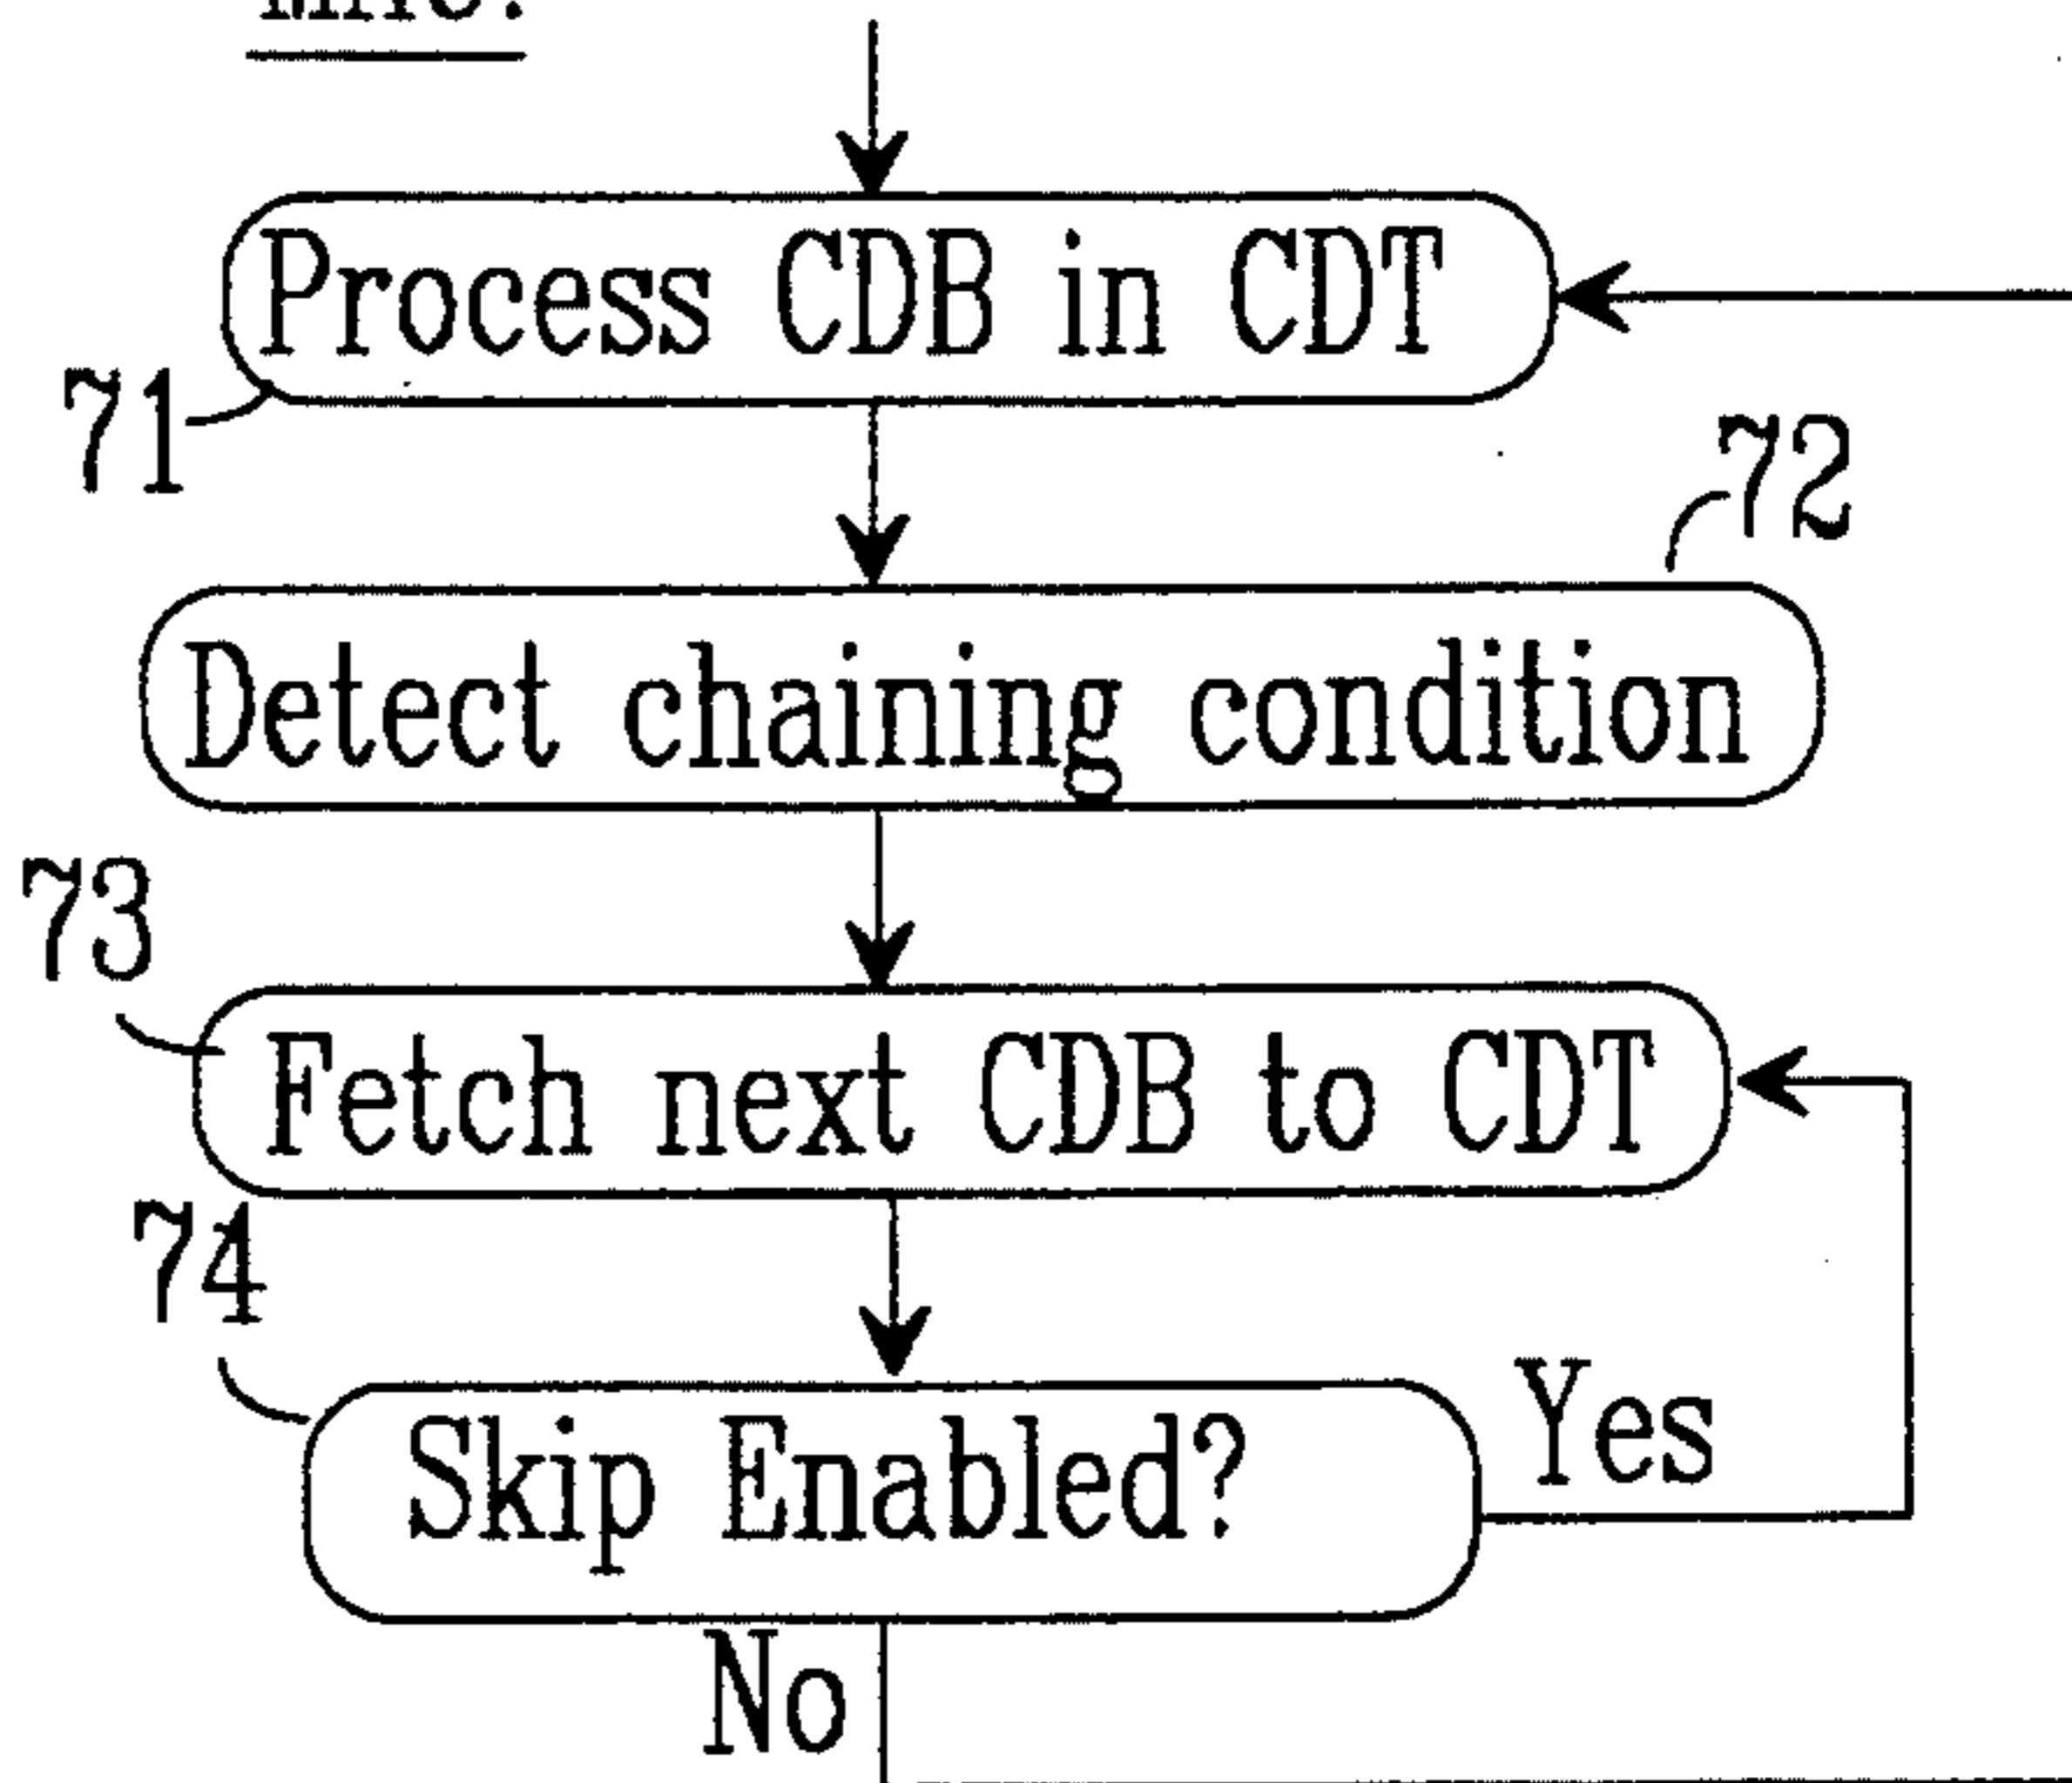 Process CDB in CDT
71
72
Detect chaining condition
73
Fetch next CDB to CDT
74
Skip Enabled?
Yes
No